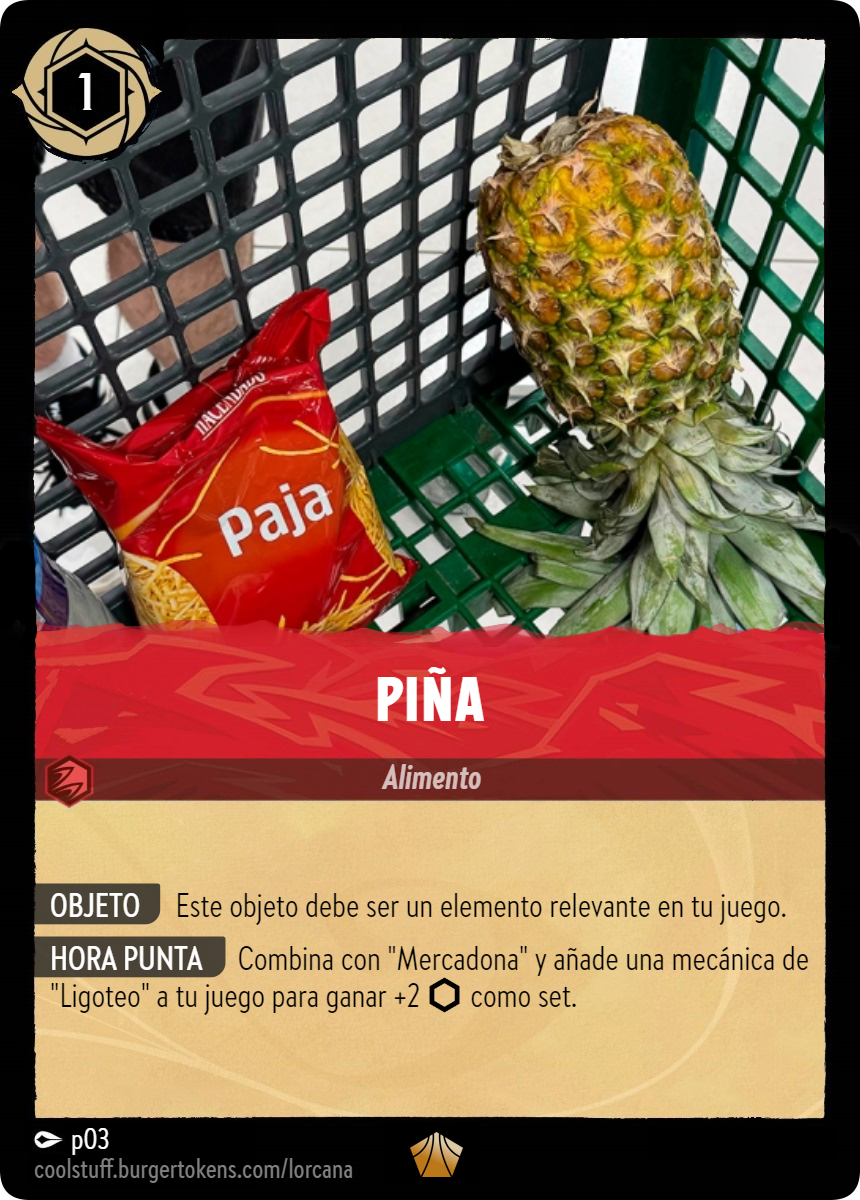 1
HACENDADO
Paja
PIÑA
Alimento
OBJETO Este objeto debe ser un elemento relevante en tu juego.
HORA PUNTA Combina con "Mercadona" y añade una mecánica de
"Ligoteo" a tu juego para ganar +2 como set.
p03
coolstuff.burgertokens.com/lorcana